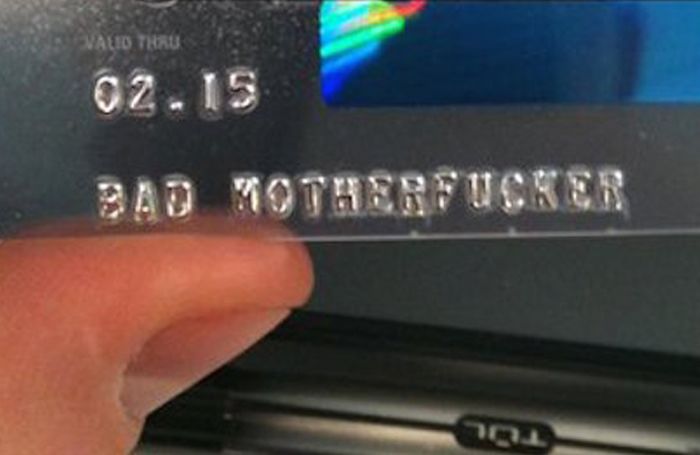 VALID THRU
02.15
BAD MOTHERFUCKER